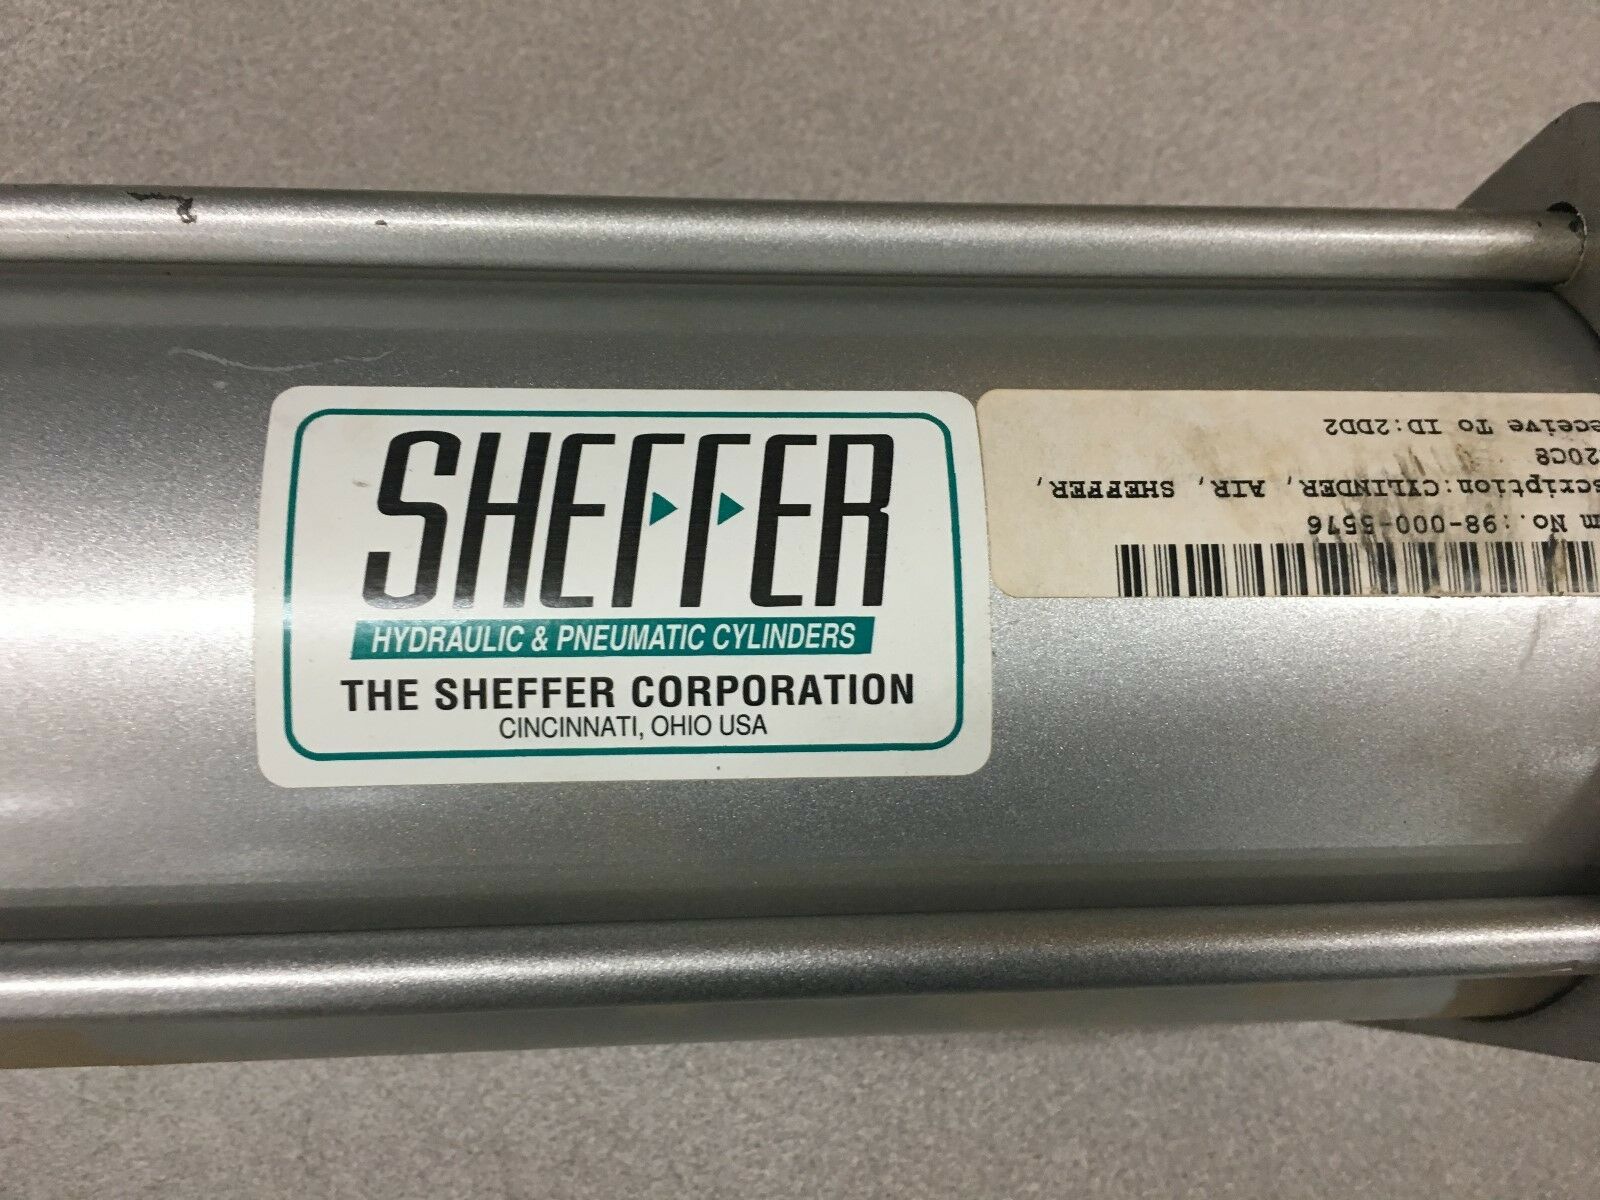 SHEFFER
HYDRAULIC & PNEUMATIC CYLINDERS
THE SHEFFER CORPORATION
CINCINNATI, OHIO USA
m No.:98-000-5576
scription:CYLINDER, AIR, SHEFFER,
20C8
eceive To ID:2DD2